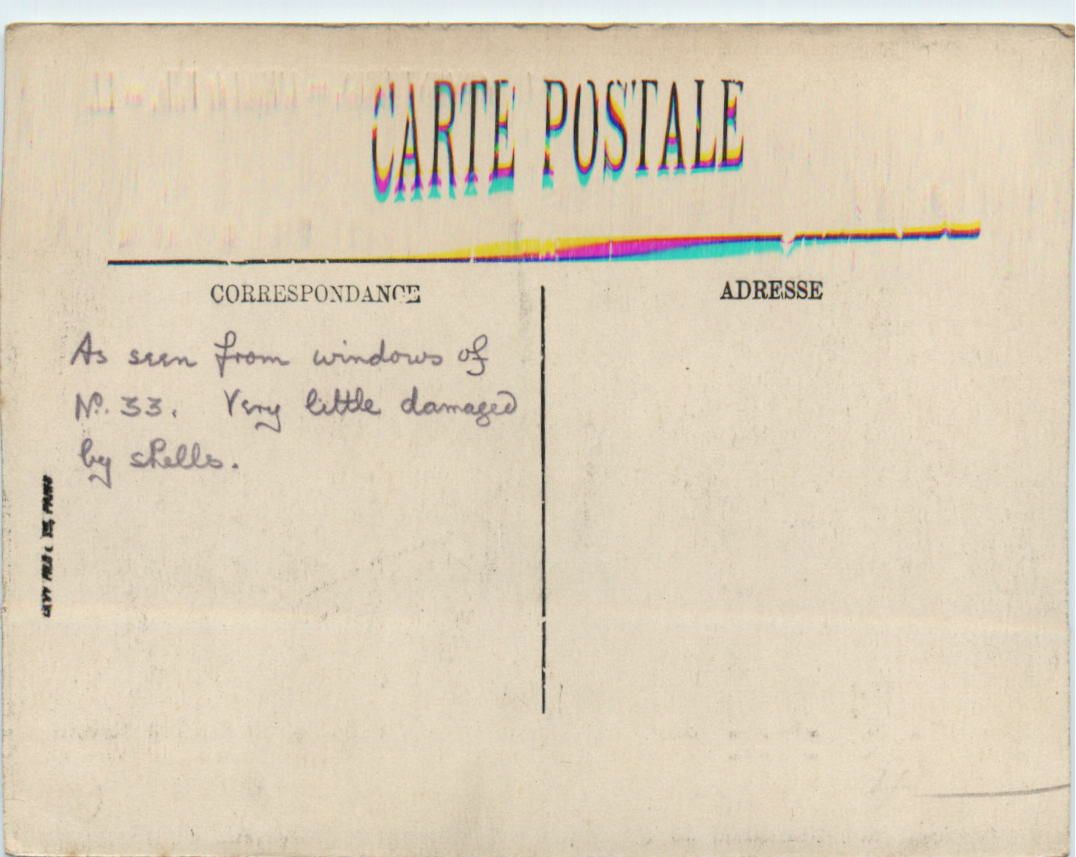 CARTE POSTALE
CORRESPONDANCE
ADRESSE
As seen from windows of
Nº. 33. Very little damaged
by shells.